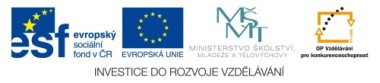 esf evropský sociální fond v ČR
EVROPSKÁ UNIE
MINISTERSTVO ŠKOLSTVÍ,
MLÁDEŽE A TĚLOVÝCHOVY
OP Vzdělávání
pro konkurenceschopnost
INVESTICE DO ROZVOJE VZDĚLÁVÁNÍ